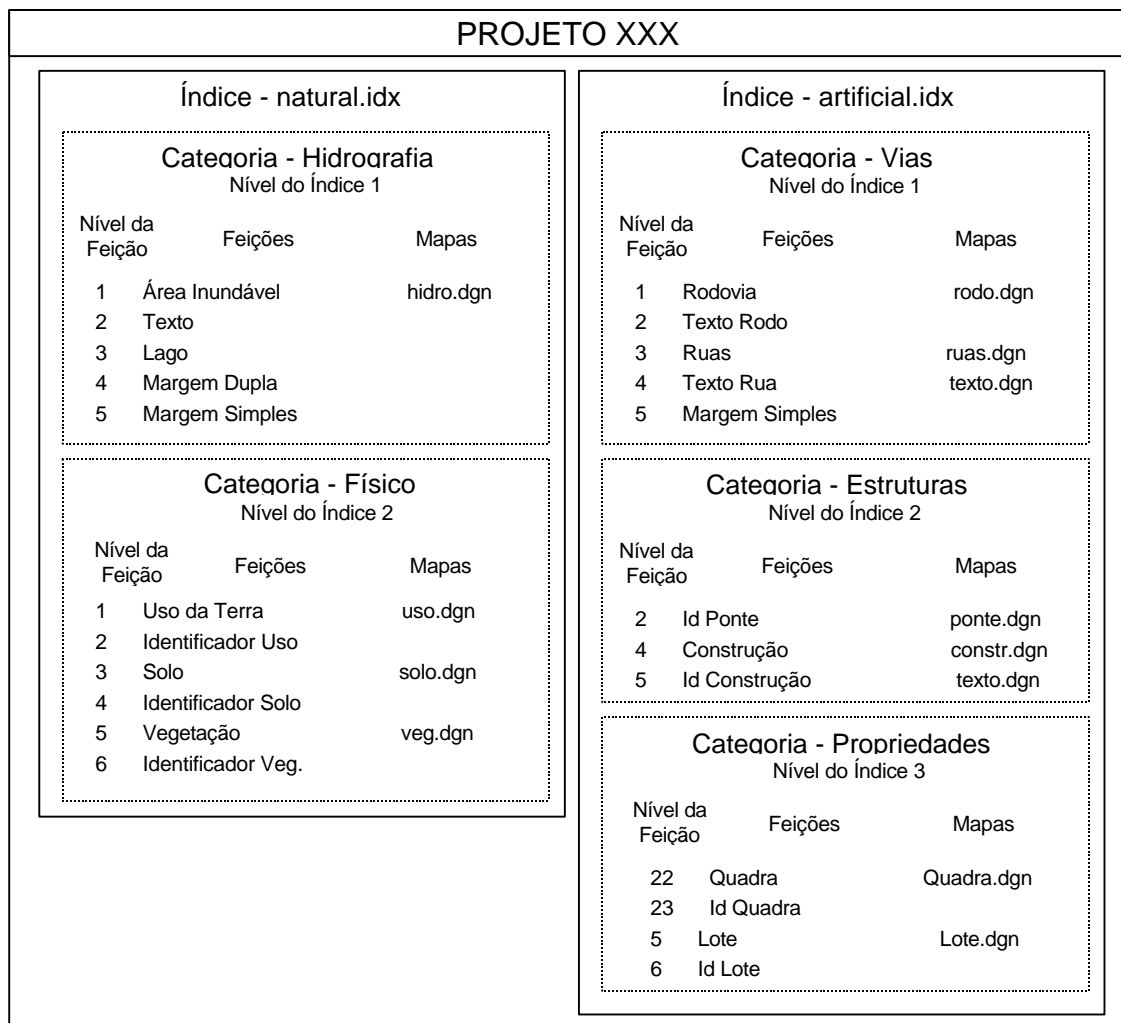 PROJETO XXX
Índice - natural.idx
Categoria - Hidrografia
Nível do Índice 1
Nível da Feição Feições Mapas
1 Área Inundável hidro.dgn
2 Texto
3 Lago
4 Margem Dupla
5 Margem Simples
Categoria - Físico
Nível do Índice 2
Nível da Feição Feições Mapas
1 Uso da Terra uso.dgn
2 Identificador Uso
3 Solo solo.dgn
4 Identificador Solo
5 Vegetação veg.dgn
6 Identificador Veg.
Índice - artificial.idx
Categoria - Vias
Nível do Índice 1
Nível da Feição Feições Mapas
1 Rodovia rodo.dgn
2 Texto Rodo
3 Ruas ruas.dgn
4 Texto Rua texto.dgn
5 Margem Simples
Categoria - Estruturas
Nível do Índice 2
Nível da Feição Feições Mapas
2 Id Ponte ponte.dgn
4 Construção constr.dgn
5 Id Construção texto.dgn
Categoria - Propriedades
Nível do Índice 3
Nível da Feição Feições Mapas
22 Quadra Quadra.dgn
23 Id Quadra
5 Lote Lote.dgn
6 Id Lote